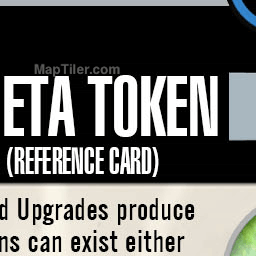 MapTiler.com
ETA TOKEN
(REFERENCE CARD)
d Upgrades produce
ns can exist either